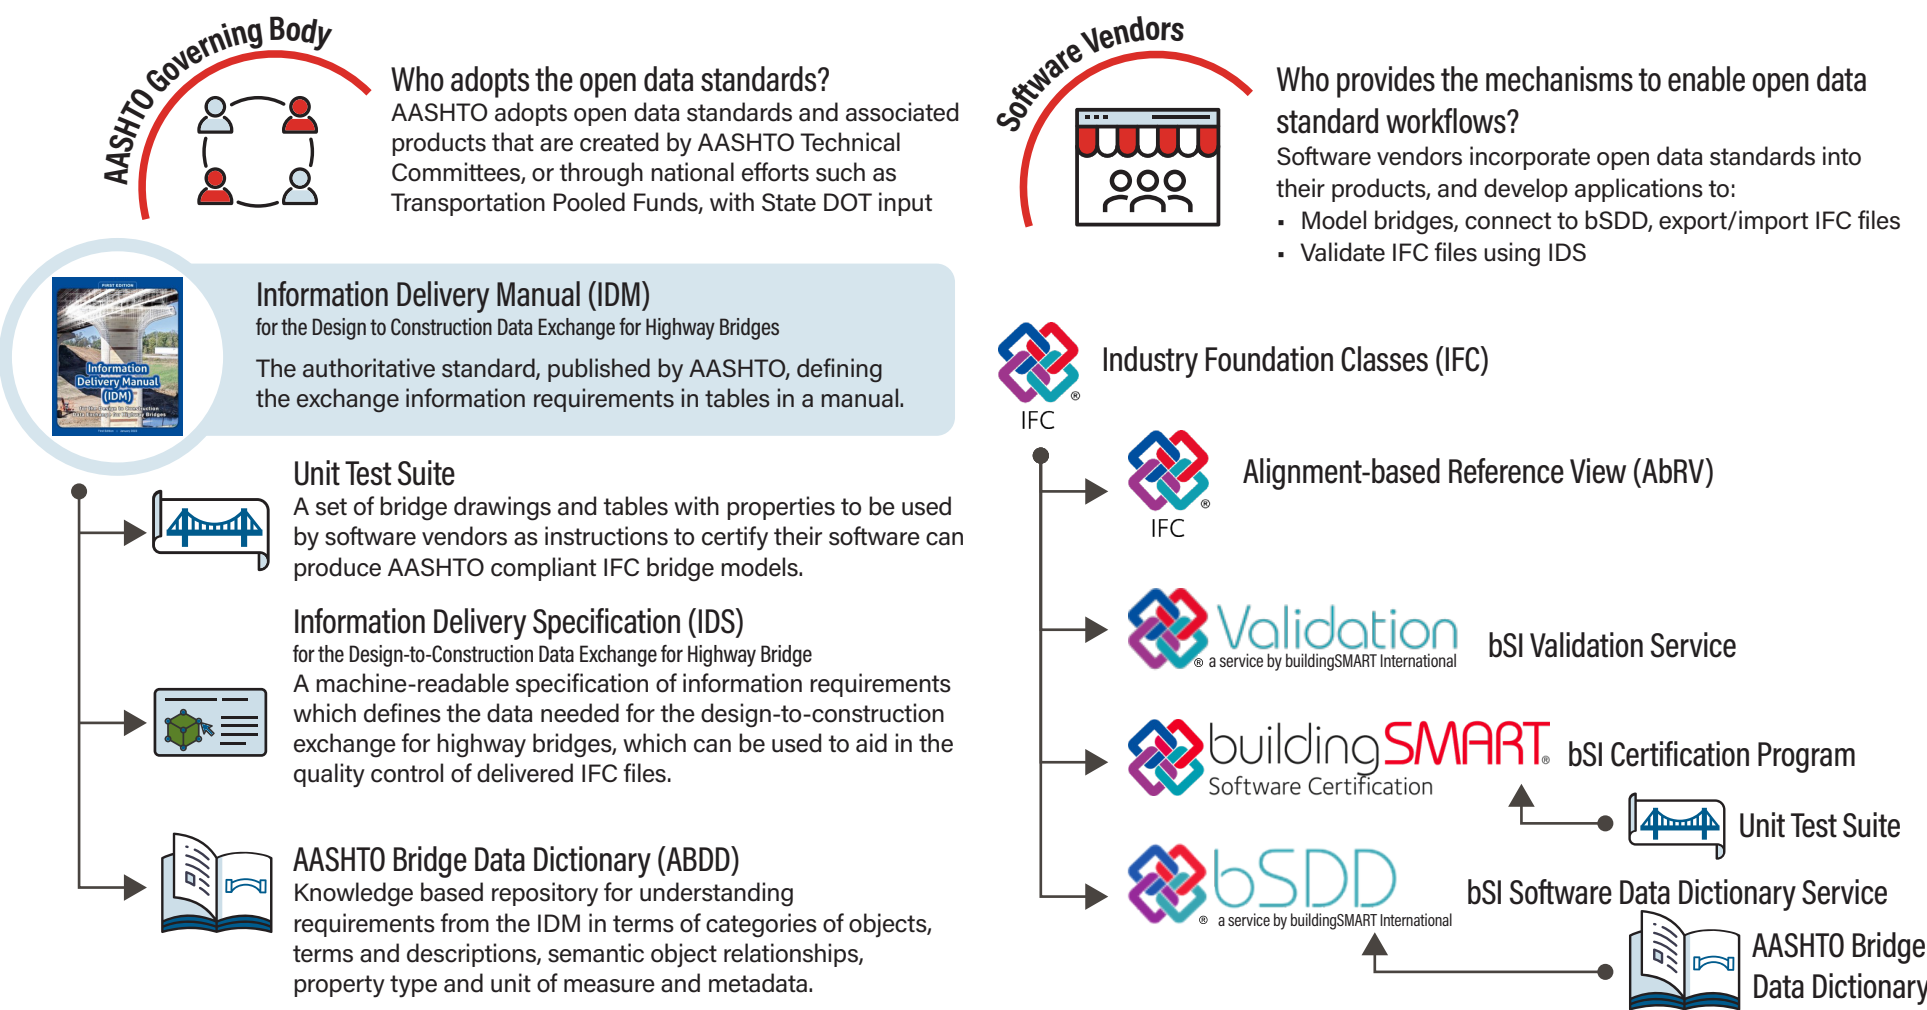 AASHTO Governing Body
Who adopts the open data standards?
AASHTO adopts open data standards and associated
products that are created by AASHTO Technical
Committees, or through national efforts such as
Transportation Pooled Funds, with State DOT input
FIRST EDITION
Information
Delivery Manual
(IDM)
for the Design to Construction
Data Exchange for Highway Bridges
Information Delivery Manual (IDM)
for the Design to Construction Data Exchange for Highway Bridges
The authoritative standard, published by AASHTO, defining
the exchange information requirements in tables in a manual.
Unit Test Suite
A set of bridge drawings and tables with properties to be used
by software vendors as instructions to certify their software can
produce AASHTO compliant IFC bridge models.
Information Delivery Specification (IDS)
for the Design-to-Construction Data Exchange for Highway Bridge
A machine-readable specification of information requirements
which defines the data needed for the design-to-construction
exchange for highway bridges, which can be used to aid in the
quality control of delivered IFC files.
AASHTO Bridge Data Dictionary (ABDD)
Knowledge based repository for understanding
requirements from the IDM in terms of categories of objects,
terms and descriptions, semantic object relationships,
property type and unit of measure and metadata.
Software Vendors
Who provides the mechanisms to enable open data
standard workflows?
Software vendors incorporate open data standards into
their products, and develop applications to:
▪ Model bridges, connect to bSDD, export/import IFC files
▪ Validate IFC files using IDS
®
IFC
Industry Foundation Classes (IFC)
®
IFC
Alignment-based Reference View (AbRV)
Validation
® a service by buildingSMART International
bSI Validation Service
buildingSMART®
Software Certification
bSI Certification Program
Unit Test Suite
bSDD
® a service by buildingSMART International
bSI Software Data Dictionary Service
AASHTO Bridge
Data Dictionary